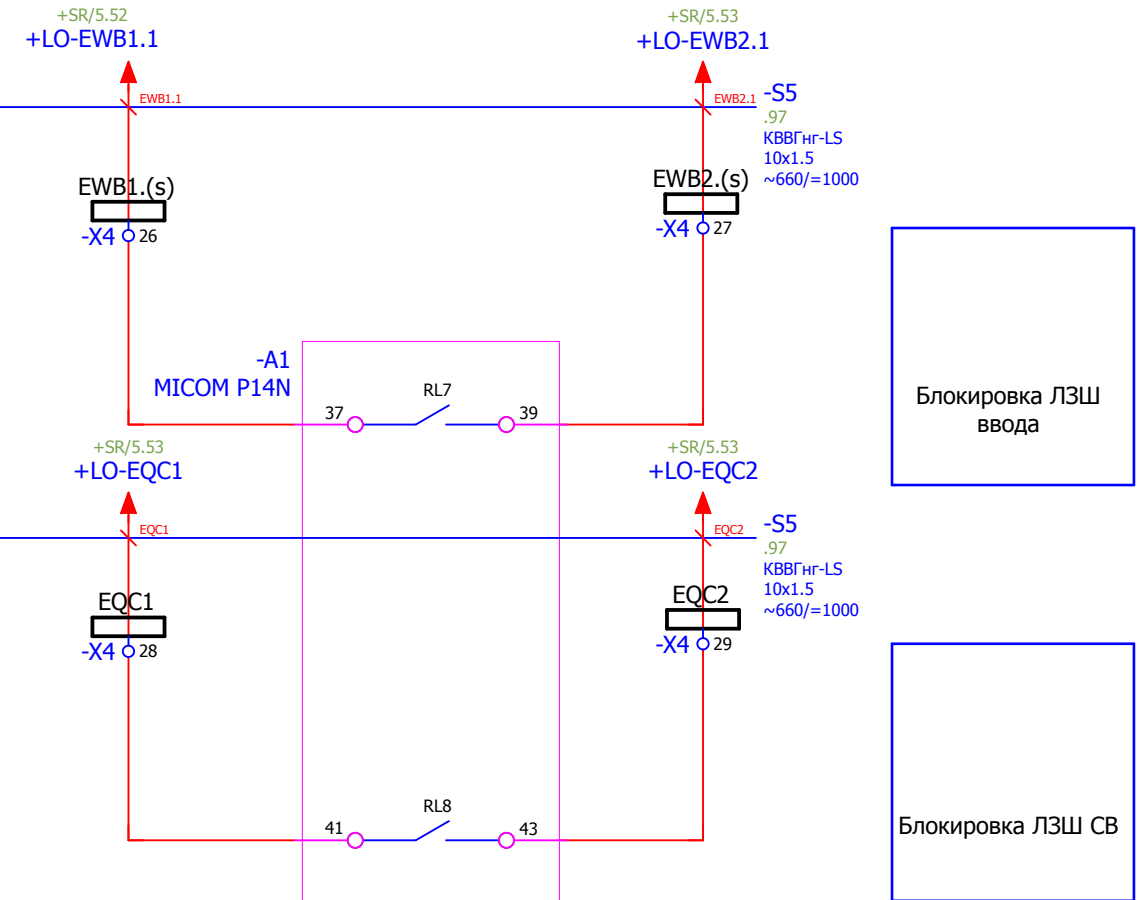 +SR/5.52
+LO-EWB1.1
+SR/5.53
+LO-EWB2.1
EWB1.1
EWB2.1
-S5
.97
КВВГнг-LS
10x1.5
~660/=1000
EWB1.(s)
-X4
26
EWB2.(s)
-X4
27
Блокировка ЛЗШ
ввода
-A1
MICOM P14N
37
RL7
39
+SR/5.53
+LO-EQC1
+SR/5.53
+LO-EQC2
EQC1
EQC2
-S5
.97
КВВГнг-LS
10x1.5
~660/=1000
EQC1
-X4
28
EQC2
-X4
29
41
RL8
43
Блокировка ЛЗШ СВ